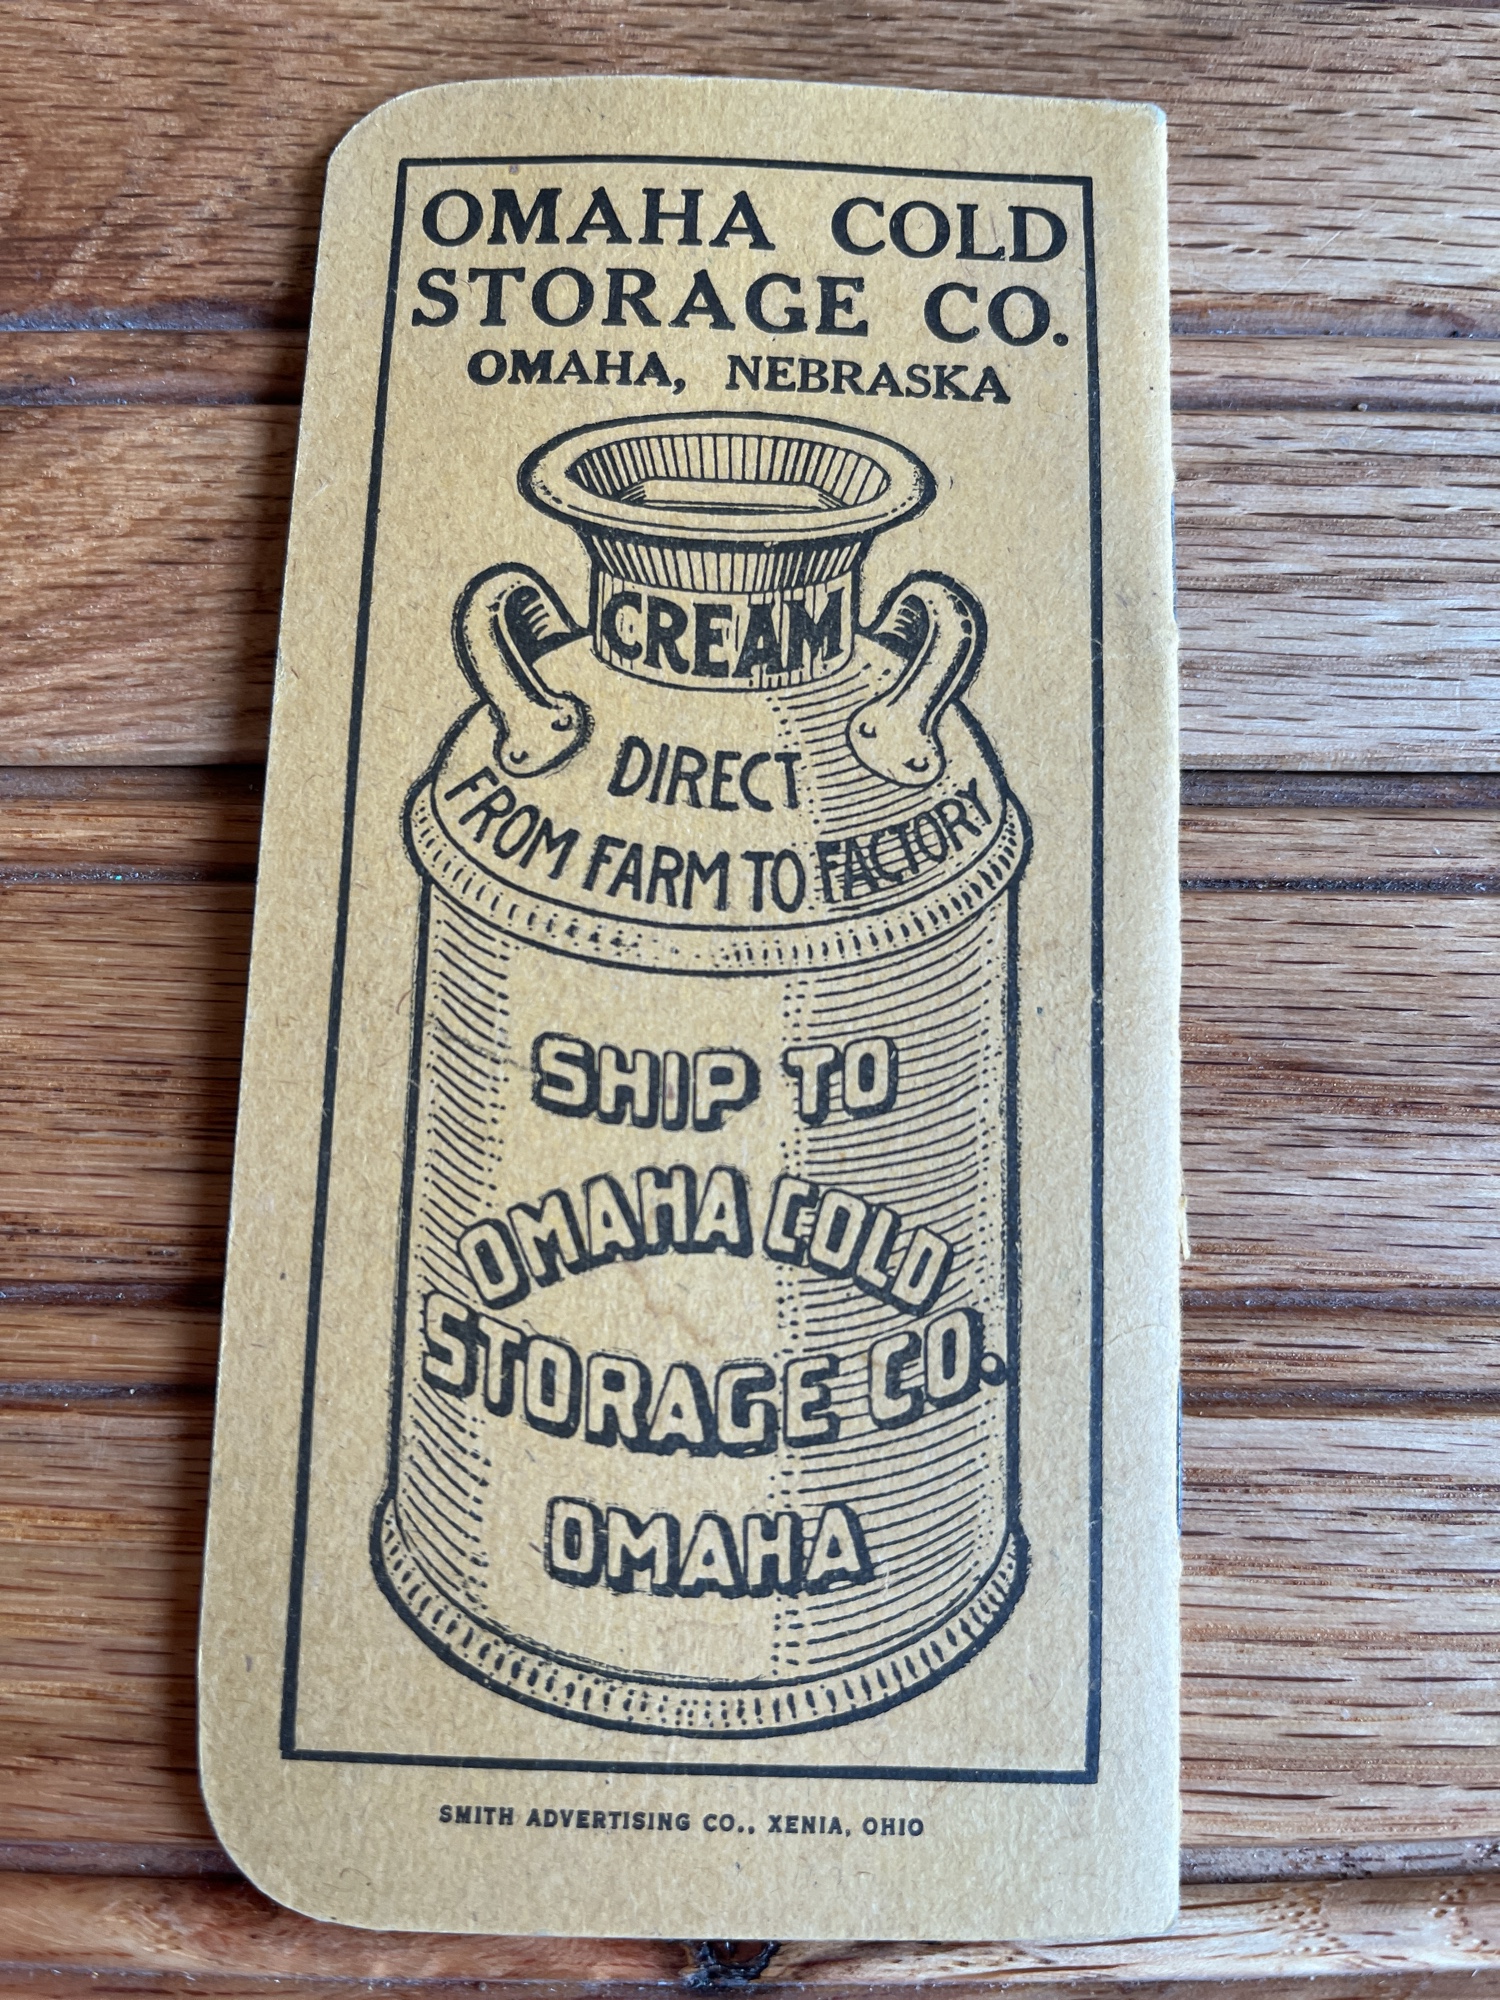 OMAHA COLD
STORAGE CO.
OMAHA, NEBRASKA
CREAM
DIRECT
FROM FARM TO FACTORY
SHIP TO
OMAHA COLD
STORAGE CO.
OMAHA
SMITH ADVERTISING CO., XENIA, OHIO